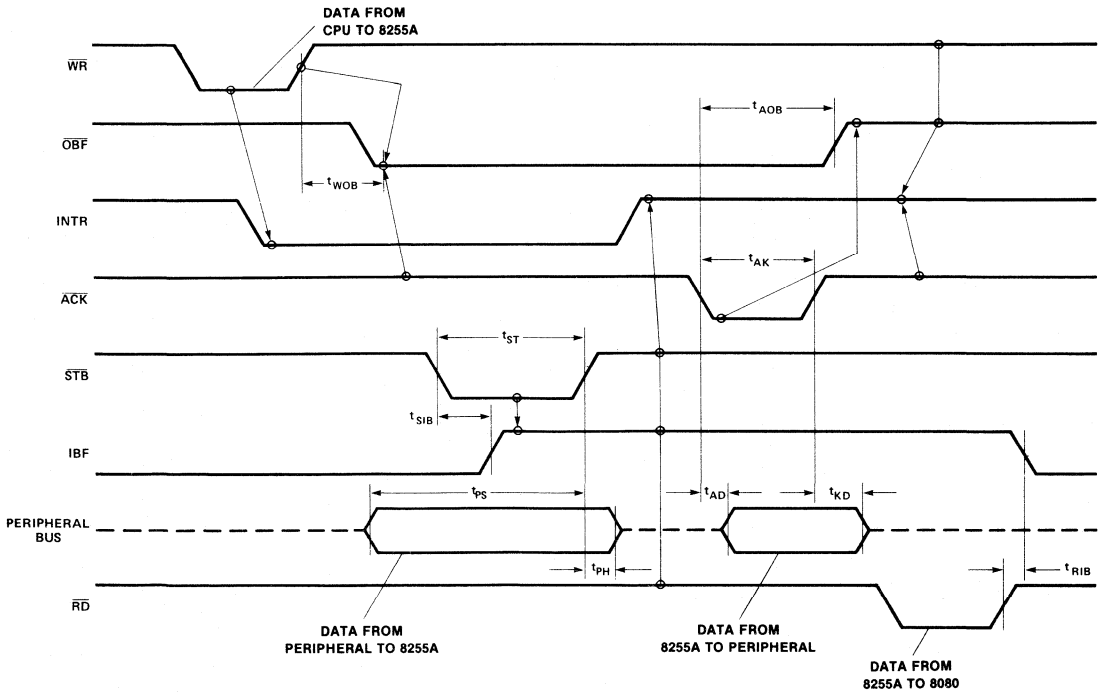 DATA FROM
CPU TO 8255A
WR
tAOB
OBF
tWOB
INTR
tAK
ACK
tST
STB
tSIB
IBF
tPS
tAD
tKD
PERIPHERAL
BUS
tPH
tRIB
RD
DATA FROM
PERIPHERAL TO 8255A
DATA FROM
8255A TO PERIPHERAL
DATA FROM
8255A TO 8080